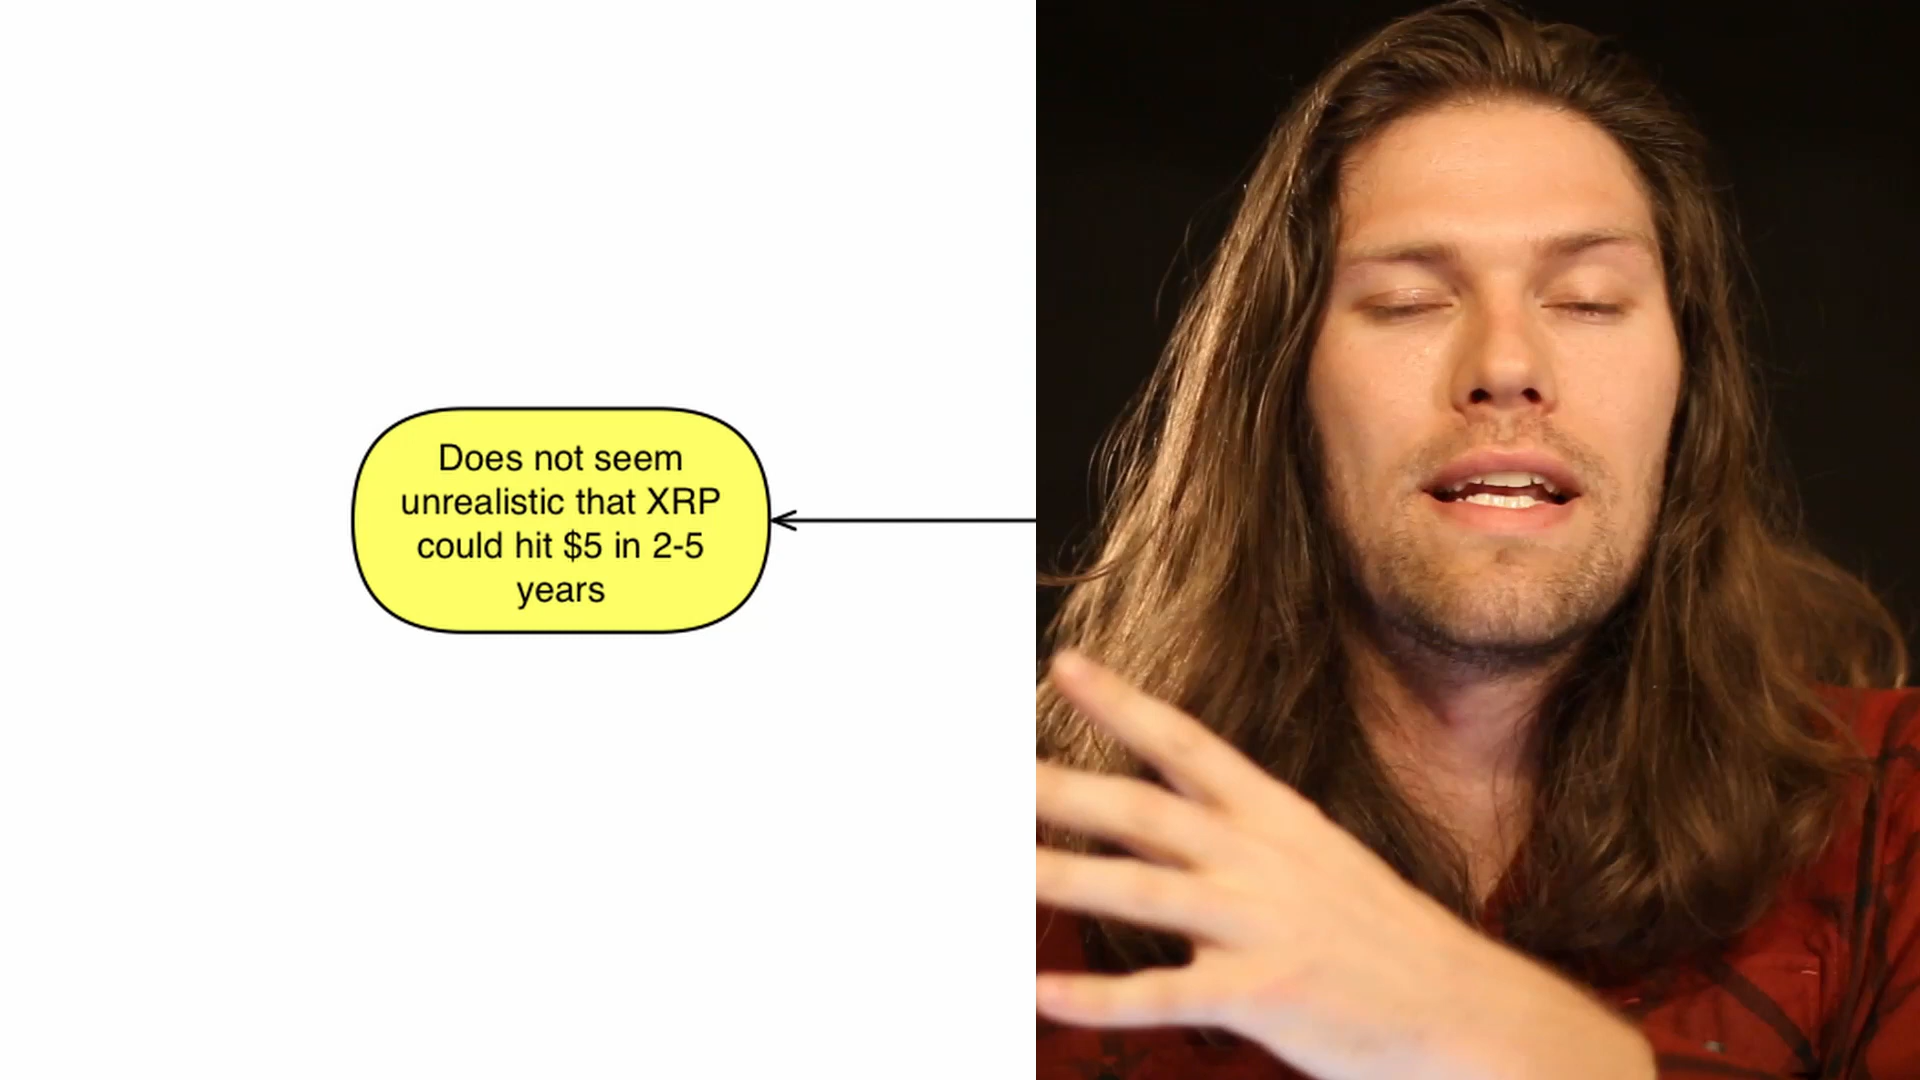 Does not seem
unrealistic that XRP
could hit $5 in 2-5
years